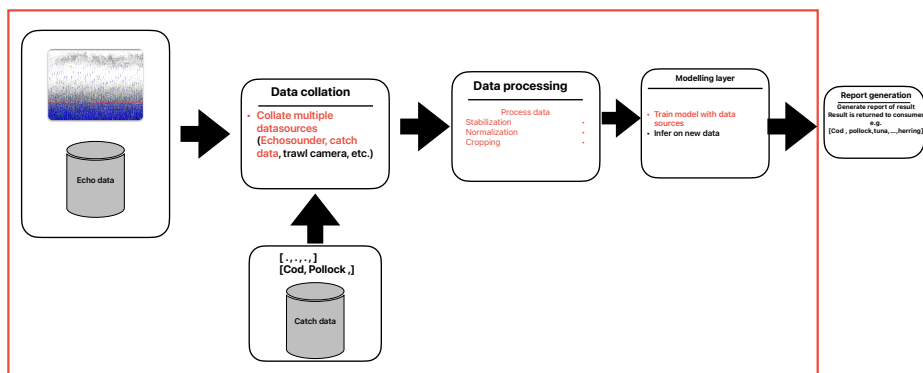 Echo data
Data collation
• Collate multiple
datasources
(Echosounder, catch
data, trawl camera, etc.)
[ .,.,.,]
[Cod, Pollock ,]
Catch data
Data processing
Process data
Stabilization •
Normalization •
Cropping •
Modelling layer
• Train model with data
sources
• Infer on new data
Report generation
Generate report of result
Result is returned to consumer
e.g.
[Cod , pollock,tuna,...,herring]